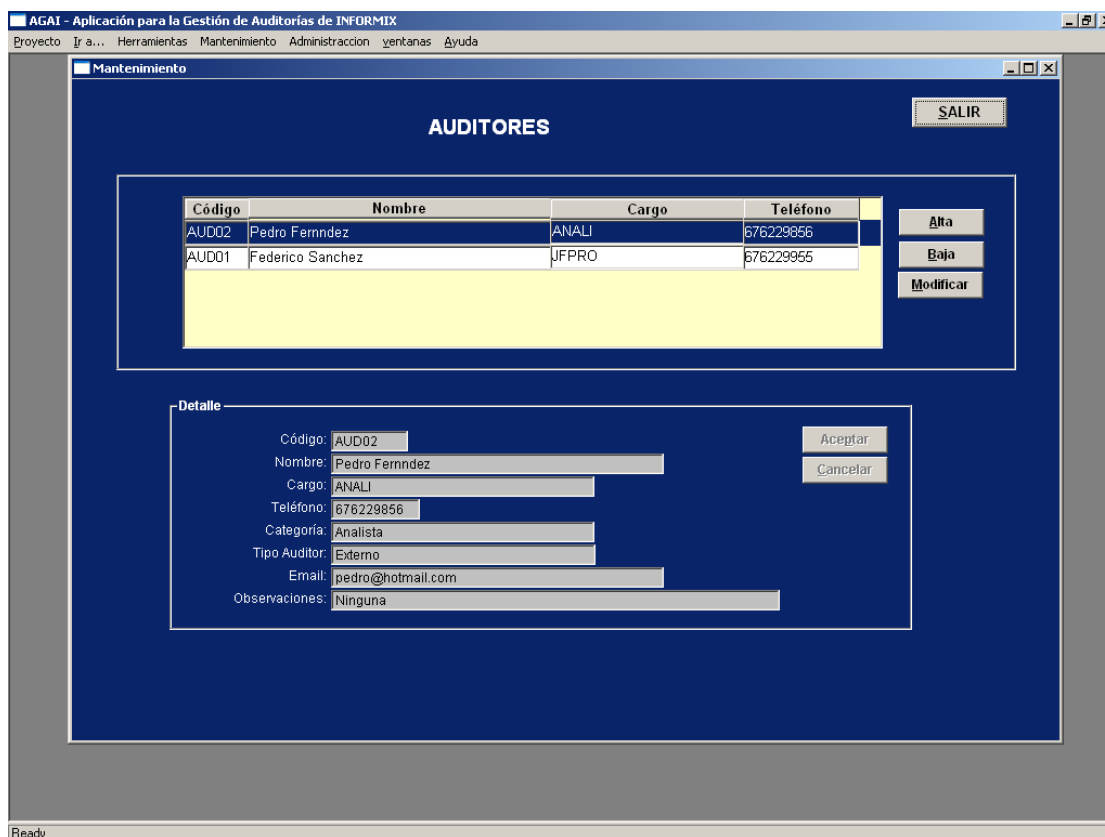 AGAI - Aplicación para la Gestión de Auditorías de INFORMIX
Proyecto Ir a... Herramientas Mantenimiento Administraccion ventanas Ayuda
Mantenimiento
SALIR
AUDITORES
Código Nombre Cargo Teléfono
AUD02 Pedro Fernndez ANALI 676229856
AUD01 Federico Sanchez JFPRO 676229955
Alta
Baja
Modificar
Detalle
Código: AUD02
Nombre: Pedro Fernndez
Cargo: ANALI
Teléfono: 676229856
Categoría: Analista
Tipo Auditor: Externo
Email: pedro@hotmail.com
Observaciones: Ninguna
Aceptar
Cancelar
Ready